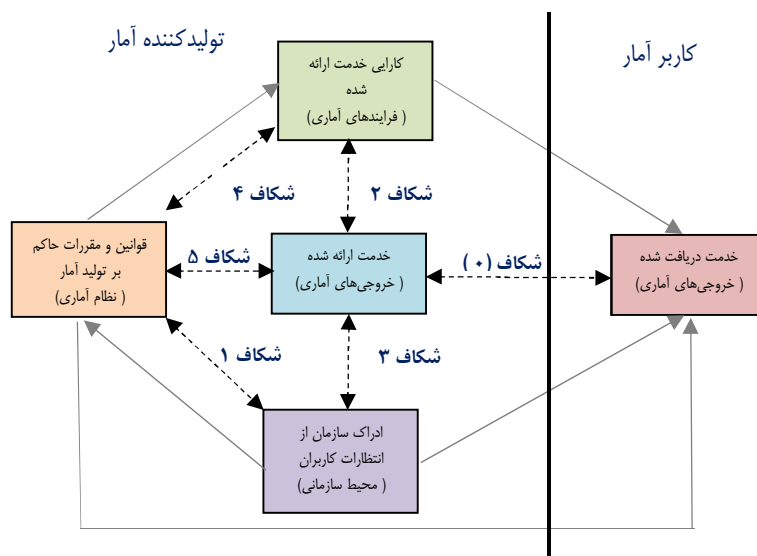 کاربر آمار
تولیدکننده آمار
کارایی خدمت ارائه
شده
( فرایندهای آماری)
شکاف ۲
شکاف ۴
قوانین و مقررات حاکم
بر تولید آمار
( نظام آماری)
شکاف ۵
خدمت ارائه شده
( خروجی‌های آماری)
شکاف (۰)
خدمت دریافت شده
( خروجی‌های آماری)
شکاف ۳
شکاف ۱
ادراک سازمان از
انتظارات کاربران
( محیط سازمانی)